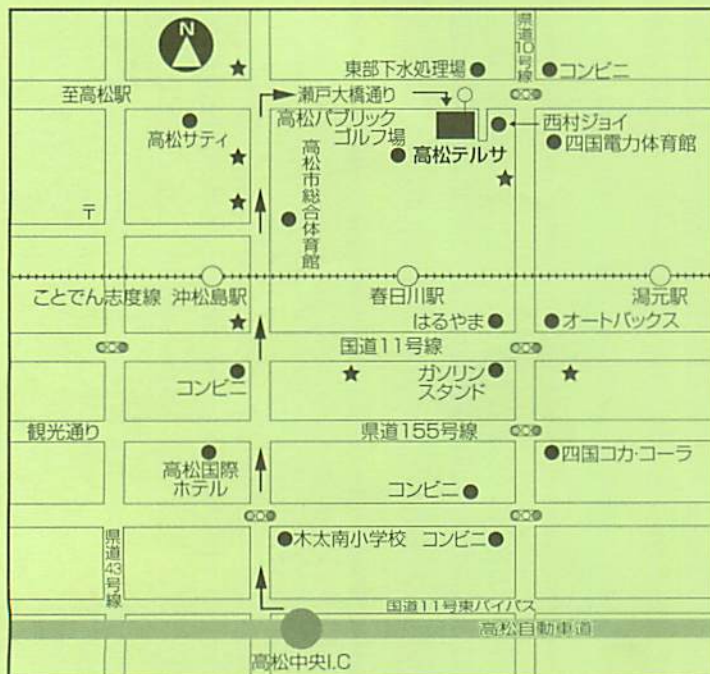 N
県道10号線
東部下水処理場
コンビニ
至高松駅
瀬戸大橋通り
高松サティ
高松パブリック
ゴルフ場
高松テルサ
西村ジョイ
四国電力体育館
高松市総合体育館
〒
ことでん志度線
沖松島駅
春日川駅
潟元駅
はるやま
オートバックス
国道11号線
コンビニ
ガソリン
スタンド
観光通り
県道155号線
高松国際
ホテル
四国コカ・コーラ
コンビニ
県道43号線
木太南小学校
コンビニ
国道11号東バイパス
高松自動車道
高松中央I.C